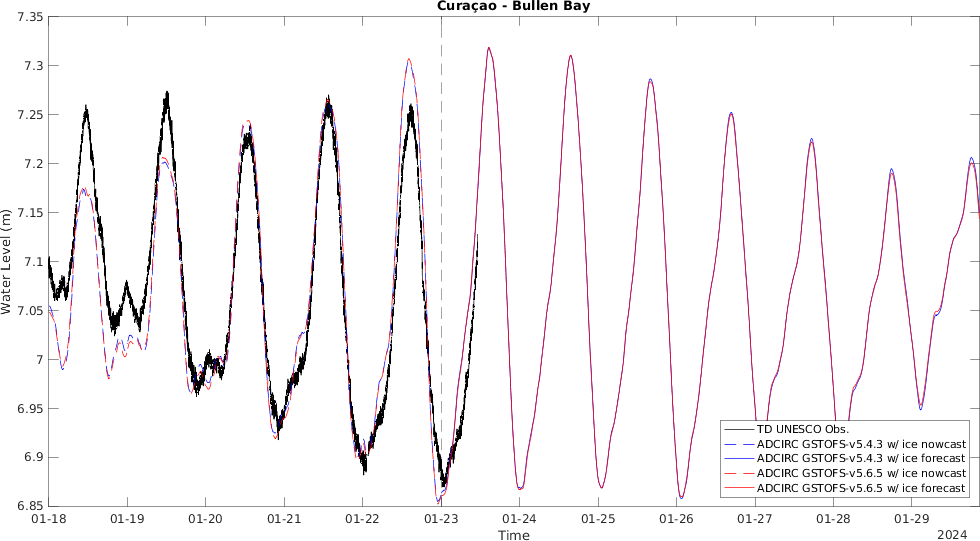 Curaçao - Bullen Bay
Water Level (m)
7.35
7.3
7.25
7.2
7.15
7.1
7.05
7
6.95
6.9
6.85
TD UNESCO Obs.
ADCIRC GSTOFS-v5.4.3 w/ ice nowcast
ADCIRC GSTOFS-v5.4.3 w/ ice forecast
ADCIRC GSTOFS-v5.6.5 w/ ice nowcast
ADCIRC GSTOFS-v5.6.5 w/ ice forecast
01-18 01-19 01-20 01-21 01-22 01-23 01-24 01-25 01-26 01-27 01-28 01-29
Time
2024